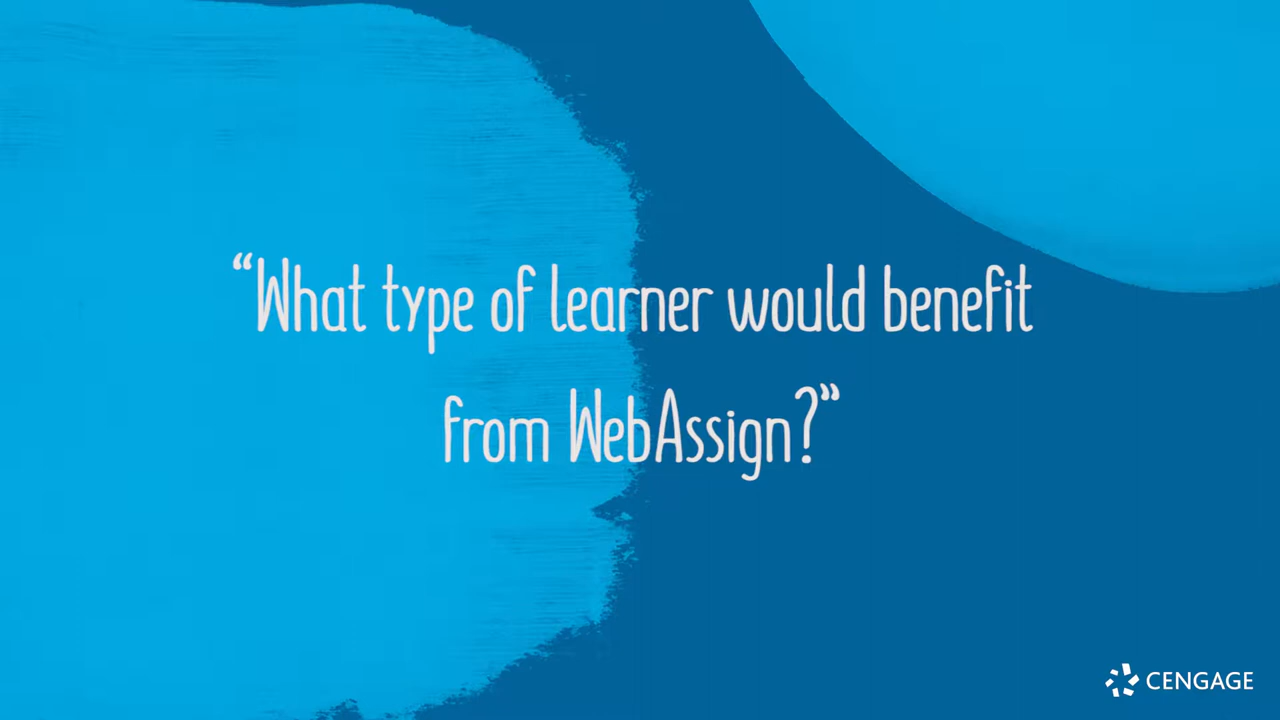 “What type of learner would benefit
from WebAssign?”
CENGAGE